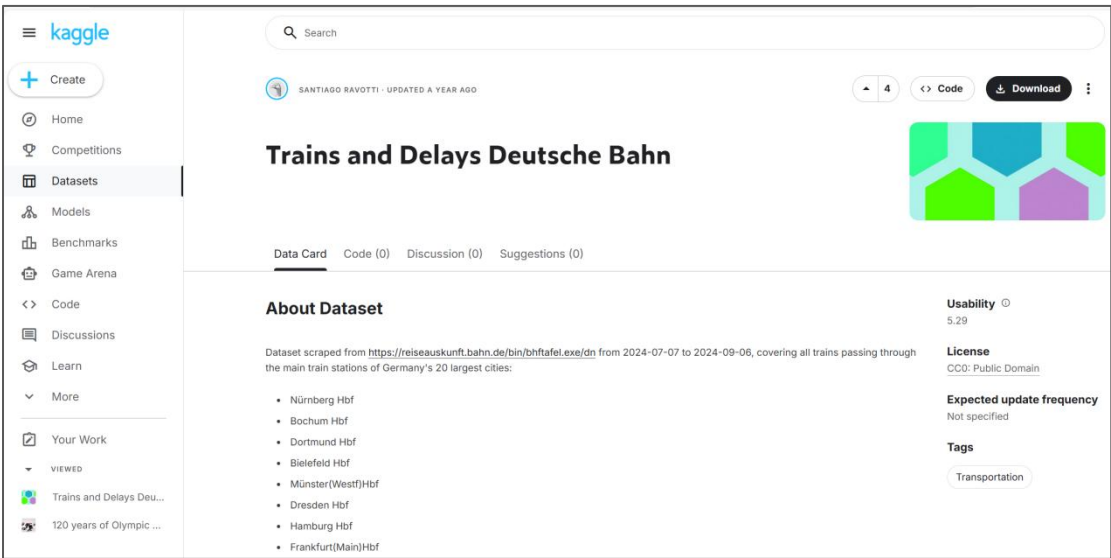 kaggle
Search
Create
Home
Competitions
Datasets
Models
Benchmarks
Game Arena
Code
Discussions
Learn
More
Your Work
VIEWED
Trains and Delays Deu...
120 years of Olympic ...
SANTIAGO RAVOTTI · UPDATED A YEAR AGO
4
<> Code
Download
Trains and Delays Deutsche Bahn
Data Card Code (0) Discussion (0) Suggestions (0)
About Dataset
Dataset scraped from https://reiseauskunft.bahn.de/bin/bhftafel.exe/dn from 2024-07-07 to 2024-09-06, covering all trains passing through
the main train stations of Germany's 20 largest cities:
• Nürnberg Hbf
• Bochum Hbf
• Dortmund Hbf
• Bielefeld Hbf
• Münster(Westf)Hbf
• Dresden Hbf
• Hamburg Hbf
• Frankfurt(Main)Hbf
Usability
5.29
License
CC0: Public Domain
Expected update frequency
Not specified
Tags
Transportation